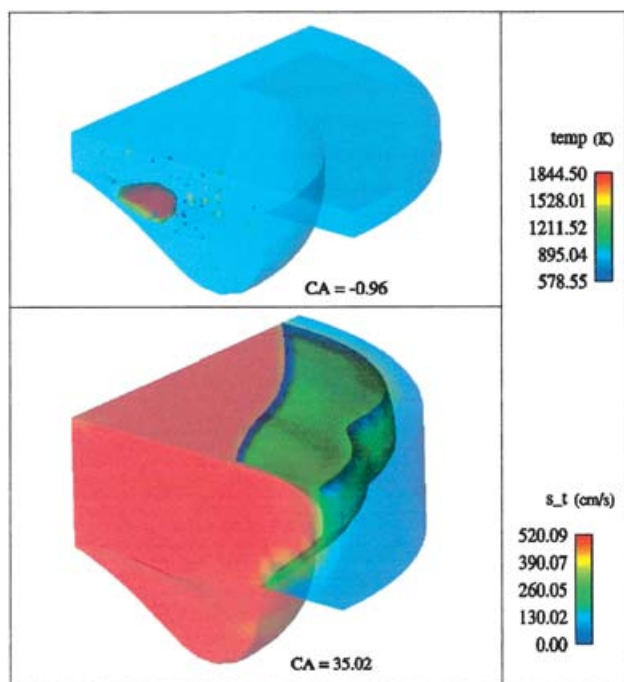 temp (K)
1844.50
1528.01
1211.52
895.04
578.55
CA = -0.96
s_t (cm/s)
520.09
390.07
260.05
130.02
0.00
CA = 35.02